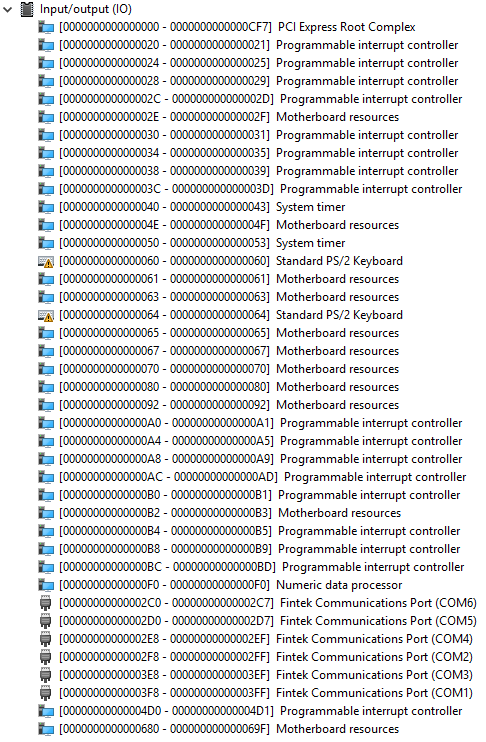 Input/output (IO)
[0000000000000000 - 0000000000000CF7] PCI Express Root Complex
[0000000000000020 - 0000000000000021] Programmable interrupt controller
[0000000000000024 - 0000000000000025] Programmable interrupt controller
[0000000000000028 - 0000000000000029] Programmable interrupt controller
[000000000000002C - 000000000000002D] Programmable interrupt controller
[000000000000002E - 000000000000002F] Motherboard resources
[0000000000000030 - 0000000000000031] Programmable interrupt controller
[0000000000000034 - 0000000000000035] Programmable interrupt controller
[0000000000000038 - 0000000000000039] Programmable interrupt controller
[000000000000003C - 000000000000003D] Programmable interrupt controller
[0000000000000040 - 0000000000000043] System timer
[000000000000004E - 000000000000004F] Motherboard resources
[0000000000000050 - 0000000000000053] System timer
[0000000000000060 - 0000000000000060] Standard PS/2 Keyboard
[0000000000000061 - 0000000000000061] Motherboard resources
[0000000000000063 - 0000000000000063] Motherboard resources
[0000000000000064 - 0000000000000064] Standard PS/2 Keyboard
[0000000000000065 - 0000000000000065] Motherboard resources
[0000000000000067 - 0000000000000067] Motherboard resources
[0000000000000070 - 0000000000000070] Motherboard resources
[0000000000000080 - 0000000000000080] Motherboard resources
[0000000000000092 - 0000000000000092] Motherboard resources
[00000000000000A0 - 00000000000000A1] Programmable interrupt controller
[00000000000000A4 - 00000000000000A5] Programmable interrupt controller
[00000000000000A8 - 00000000000000A9] Programmable interrupt controller
[00000000000000AC - 00000000000000AD] Programmable interrupt controller
[00000000000000B0 - 00000000000000B1] Programmable interrupt controller
[00000000000000B2 - 00000000000000B3] Motherboard resources
[00000000000000B4 - 00000000000000B5] Programmable interrupt controller
[00000000000000B8 - 00000000000000B9] Programmable interrupt controller
[00000000000000BC - 00000000000000BD] Programmable interrupt controller
[00000000000000F0 - 00000000000000F0] Numeric data processor
[00000000000002C0 - 00000000000002C7] Fintek Communications Port (COM6)
[00000000000002D0 - 00000000000002D7] Fintek Communications Port (COM5)
[00000000000002E8 - 00000000000002EF] Fintek Communications Port (COM4)
[00000000000002F8 - 00000000000002FF] Fintek Communications Port (COM2)
[00000000000003E8 - 00000000000003EF] Fintek Communications Port (COM3)
[00000000000003F8 - 00000000000003FF] Fintek Communications Port (COM1)
[00000000000004D0 - 00000000000004D1] Programmable interrupt controller
[0000000000000680 - 000000000000069F] Motherboard resources